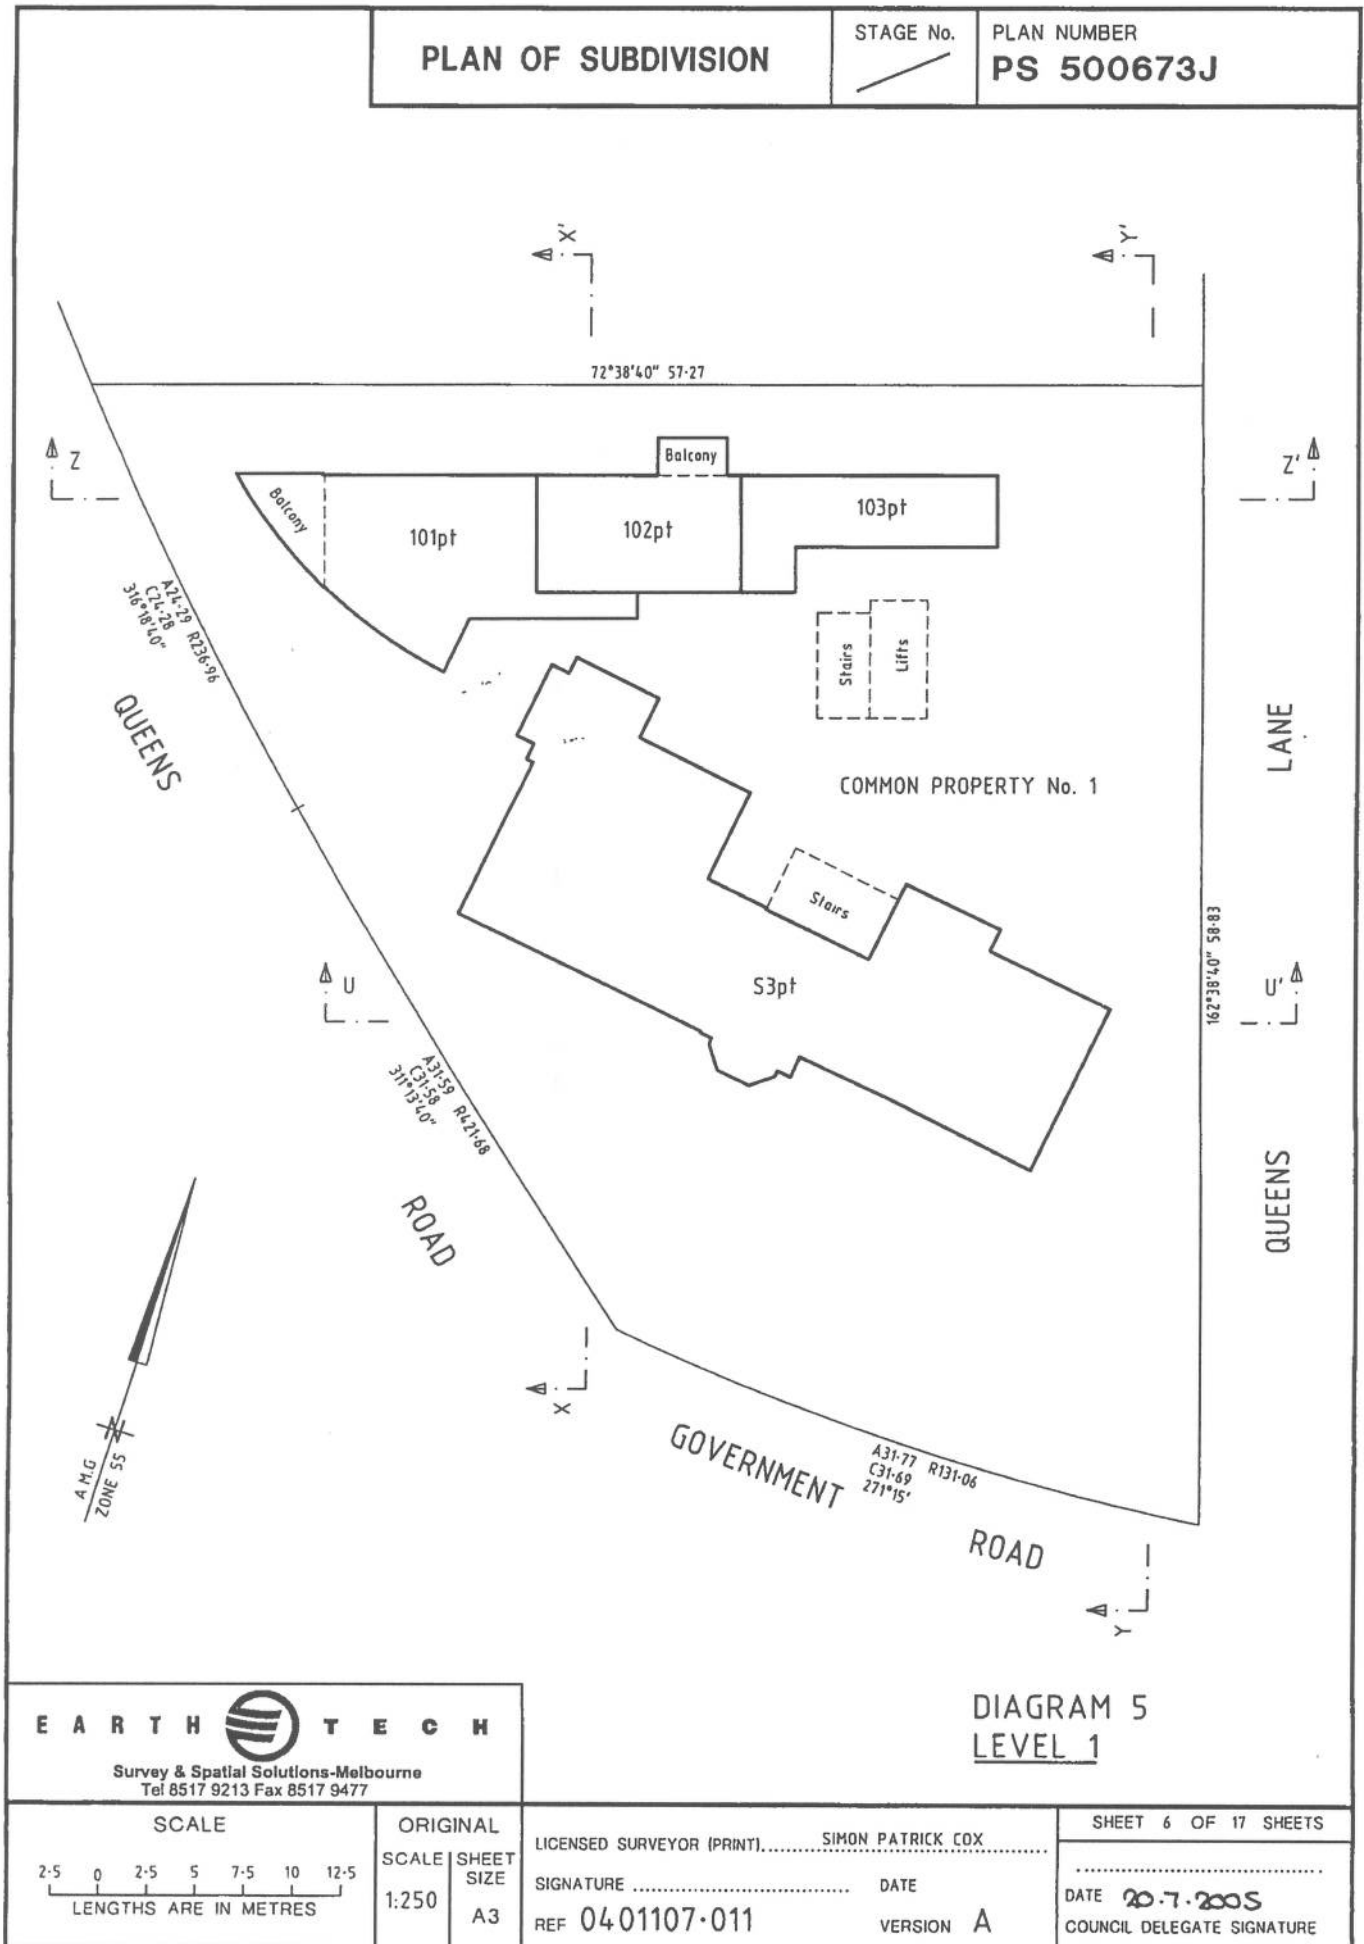 PLAN OF SUBDIVISION
STAGE No.
PLAN NUMBER
PS 500673J
X'
Y'
72°38'40" 57·27
Z
Z'
Balcony
Balcony
101pt
102pt
103pt
A24·29 R236·96
C24·28
316°18'40"
Stairs
Lifts
QUEENS
LANE
COMMON PROPERTY No. 1
Stairs
162°38'40" 58·83
S3pt
U
U'
A31·59 R421·68
C31·58
311°13'40"
ROAD
QUEENS
X
GOVERNMENT
A31·77 R131·06
C31·69
271°15'
ROAD
A M.G
ZONE 55
N
Y
DIAGRAM 5
LEVEL 1
EARTH TECH
Survey & Spatial Solutions-Melbourne
Tel 8517 9213 Fax 8517 9477
SCALE
2·5 0 2·5 5 7·5 10 12·5
LENGTHS ARE IN METRES
ORIGINAL
SCALE
1:250
SHEET
SIZE
A3
LICENSED SURVEYOR (PRINT) SIMON PATRICK COX
SIGNATURE DATE
REF 0401107·011 VERSION A
SHEET 6 OF 17 SHEETS
DATE 20.7.2005
COUNCIL DELEGATE SIGNATURE